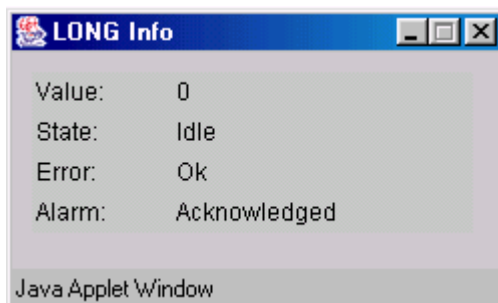 LONG Info
Value: 0
State: Idle
Error: Ok
Alarm: Acknowledged
Java Applet Window